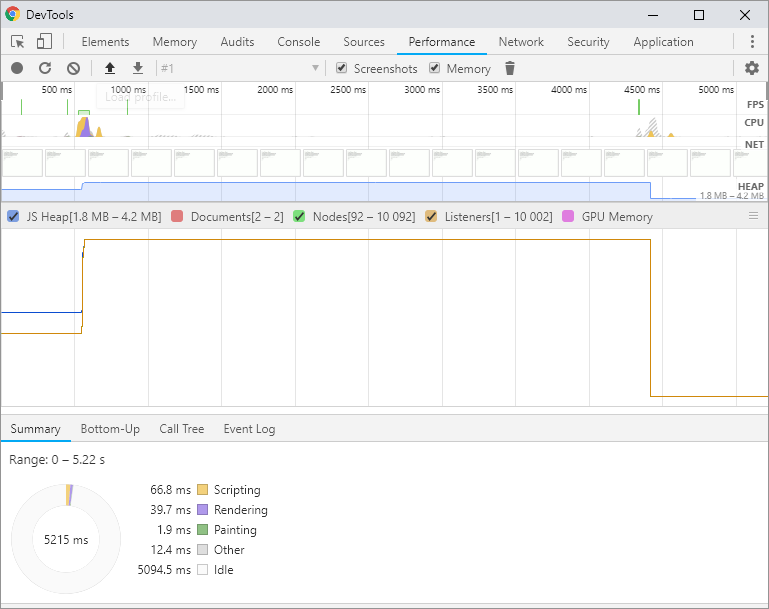 DevTools
Elements Memory Audits Console Sources Performance Network Security Application
#1 Screenshots Memory
500 ms 1000 ms 1500 ms 2000 ms 2500 ms 3000 ms 3500 ms 4000 ms 4500 ms 5000 ms
Load profile...
FPS
CPU
NET
HEAP
1.8 MB – 4.2 MB
JS Heap[1.8 MB – 4.2 MB] Documents[2 – 2] Nodes[92 – 10 092] Listeners[1 – 10 002] GPU Memory
Summary Bottom-Up Call Tree Event Log
Range: 0 – 5.22 s
66.8 ms Scripting
39.7 ms Rendering
1.9 ms Painting
12.4 ms Other
5094.5 ms Idle
5215 ms